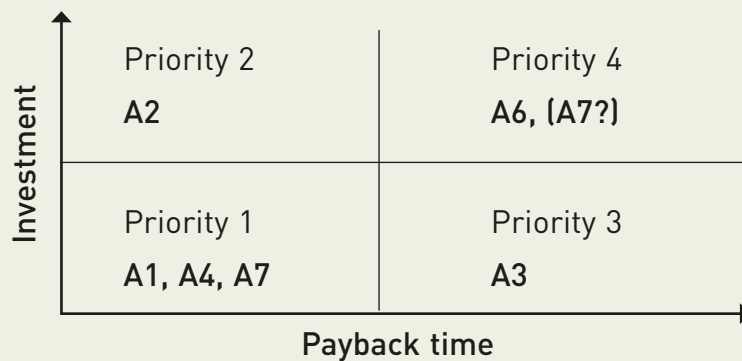 Investment
Priority 2
A2
Priority 4
A6, (A7?)
Priority 1
A1, A4, A7
Priority 3
A3
Payback time